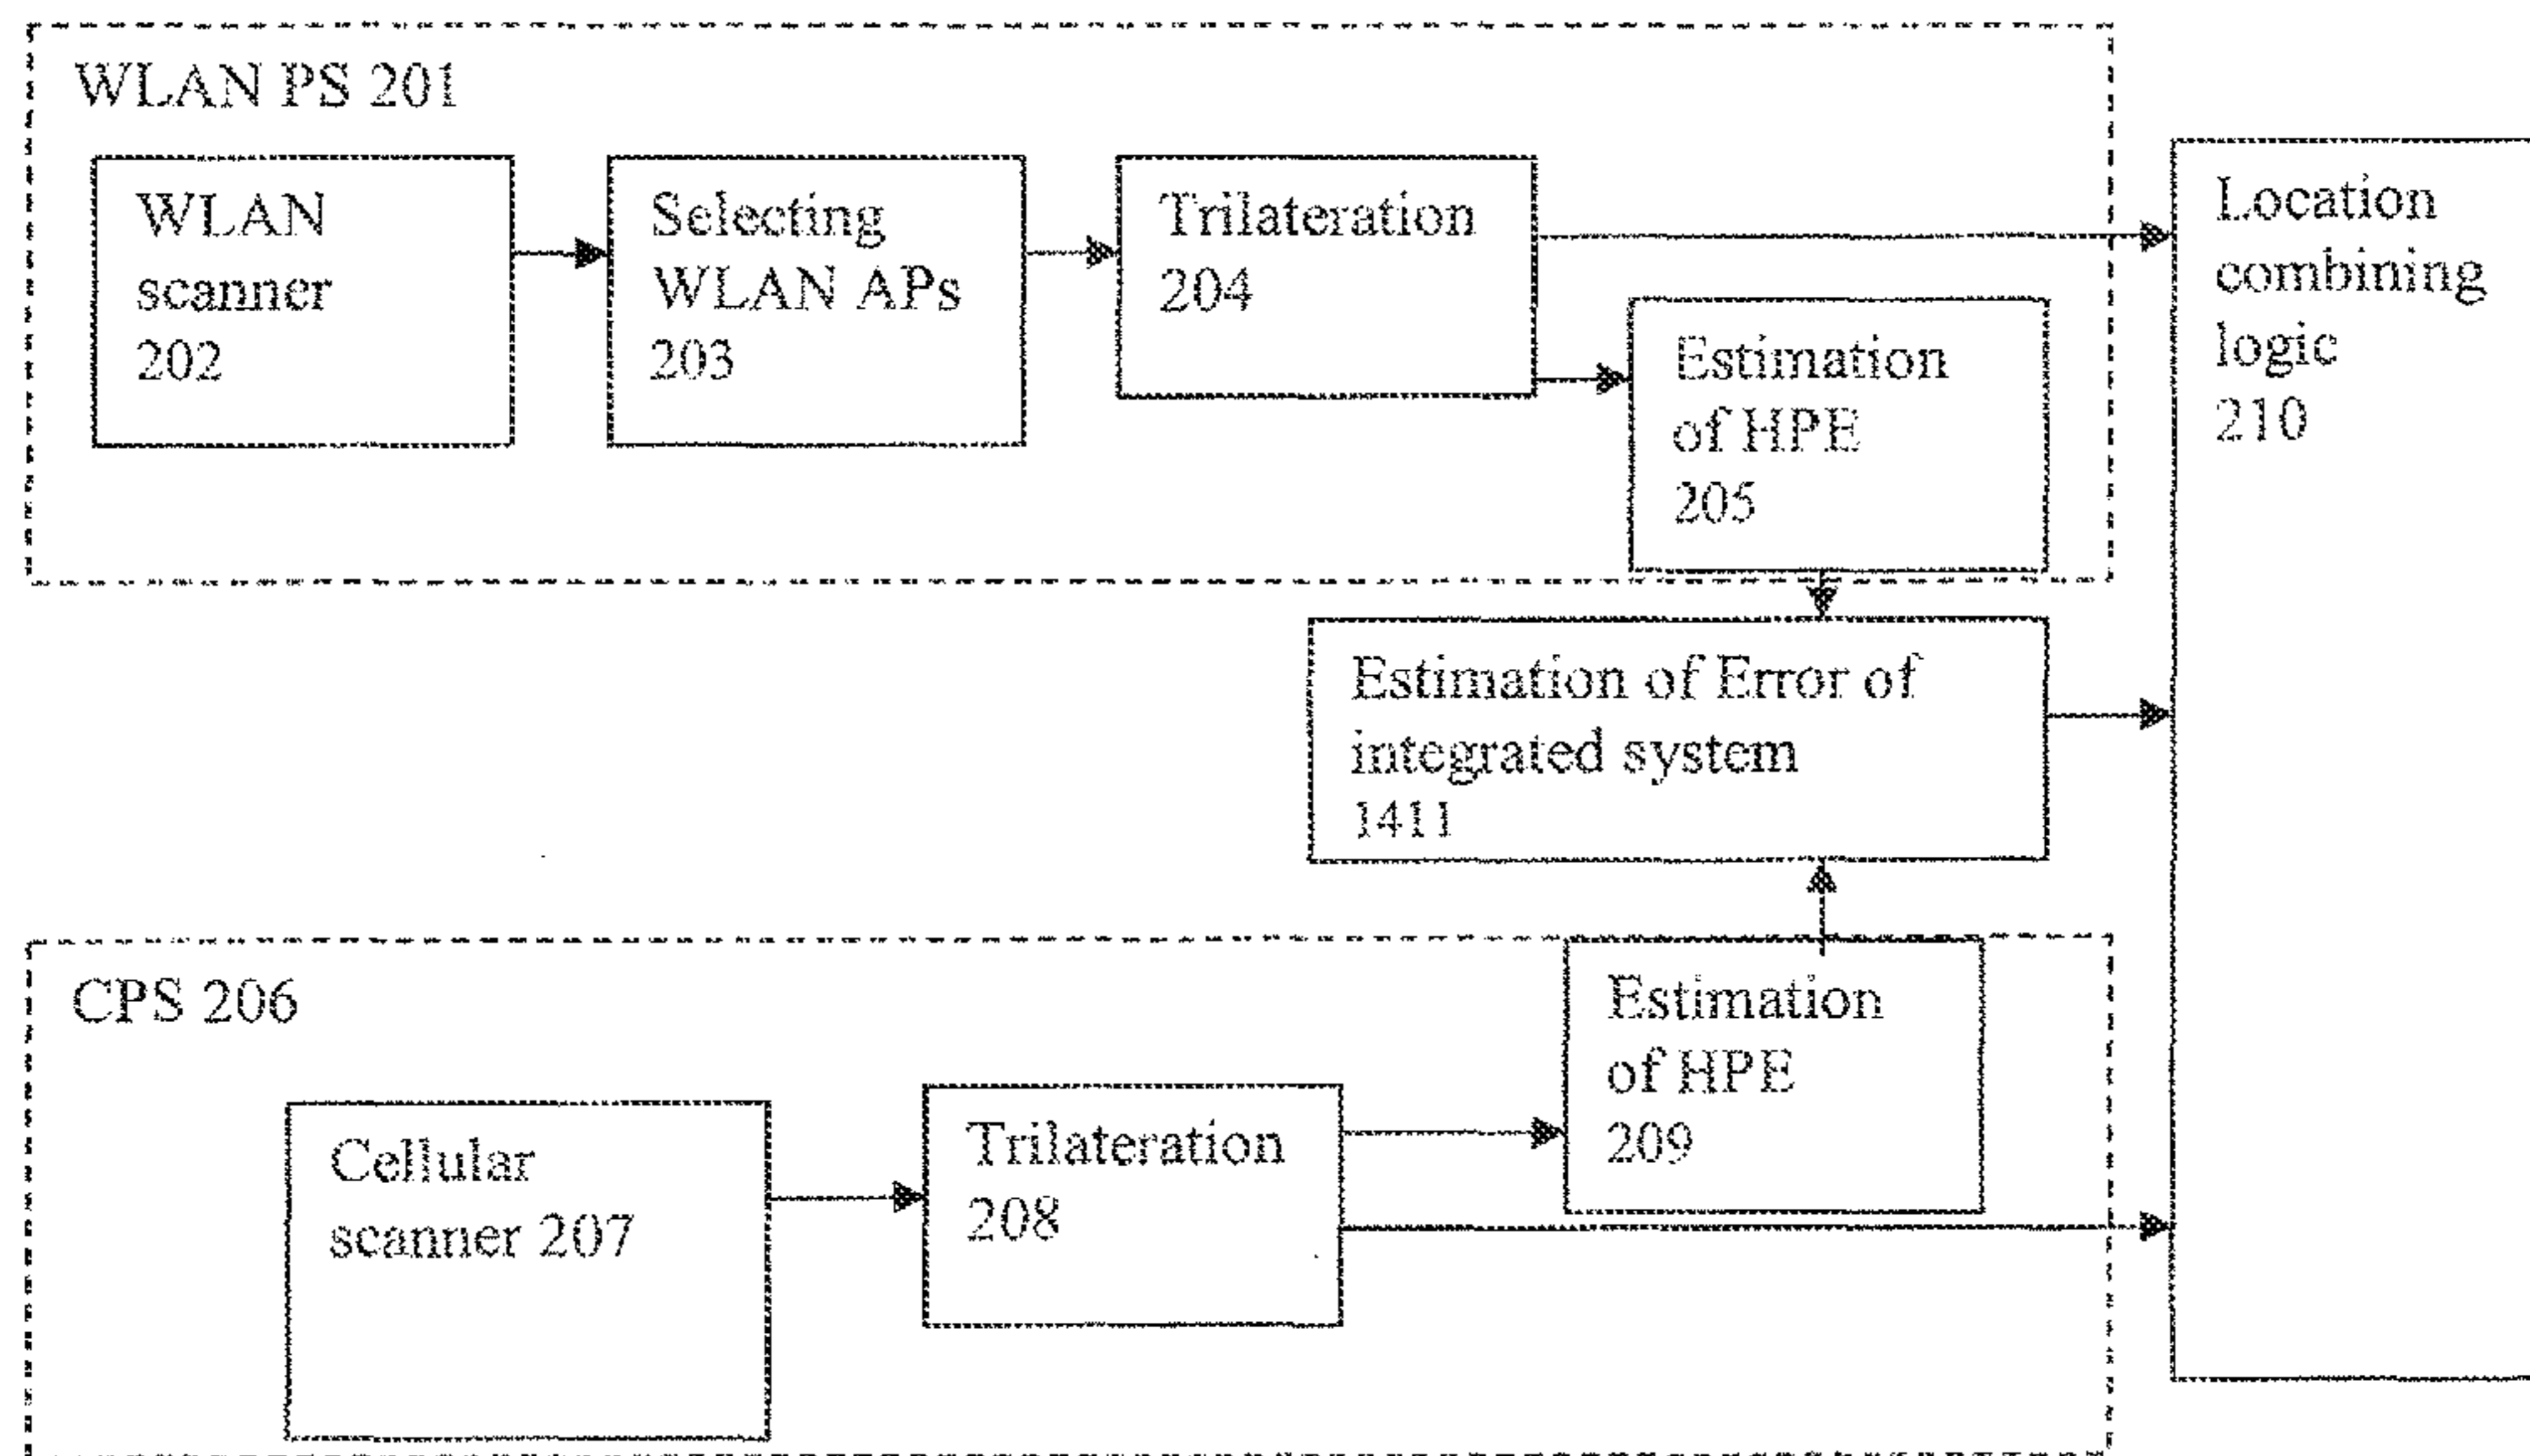 WLAN PS 201
WLAN
scanner
202
Selecting
WLAN APs
203
Trilateration
204
Estimation
of HPE
205
Location
combining
logic
210
Estimation of Error of
integrated system
1411
CPS 206
Cellular
scanner 207
Trilateration
208
Estimation
of HPE
209